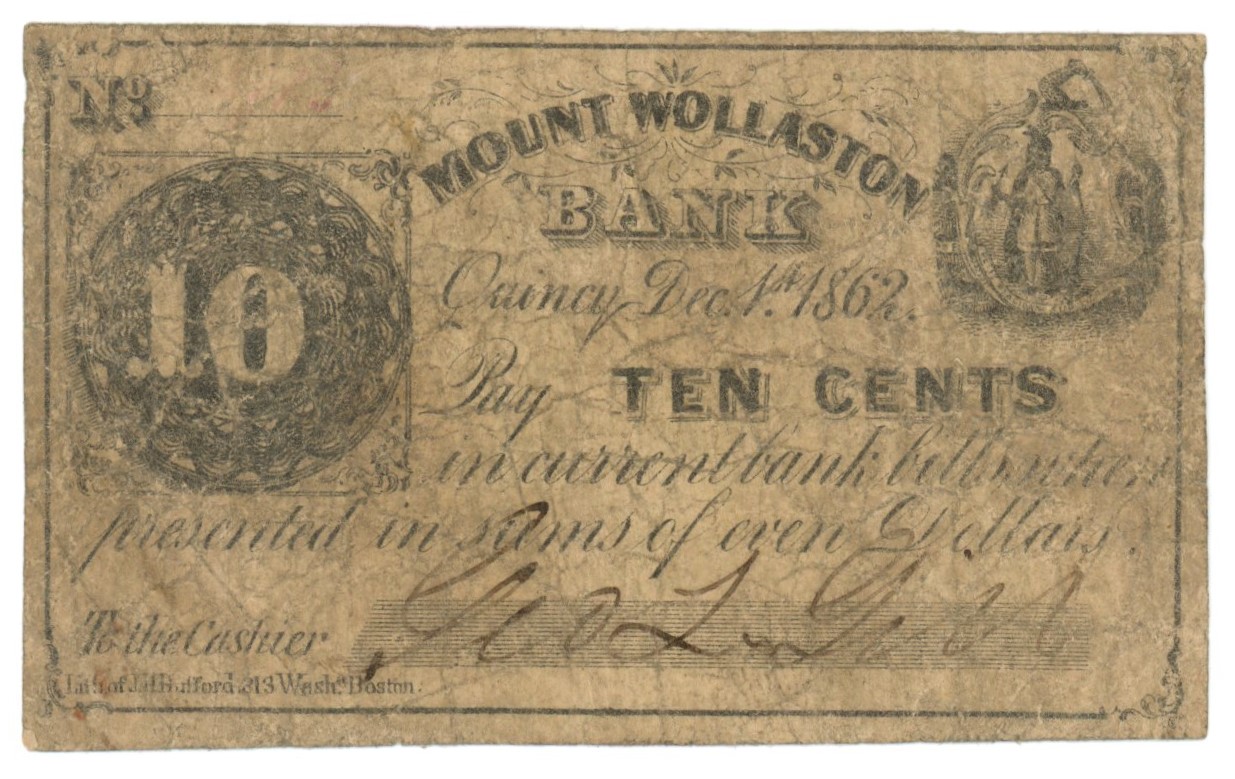 No.
MOUNT WOLLASTON
BANK
10
Quincy Dec. 1st. 1862.
Pay TEN CENTS
in current bank bills when
presented in sums of even Dollars.
To the Cashier Geo L
Lith. of J.H. Bufford 313 Washn. Boston.